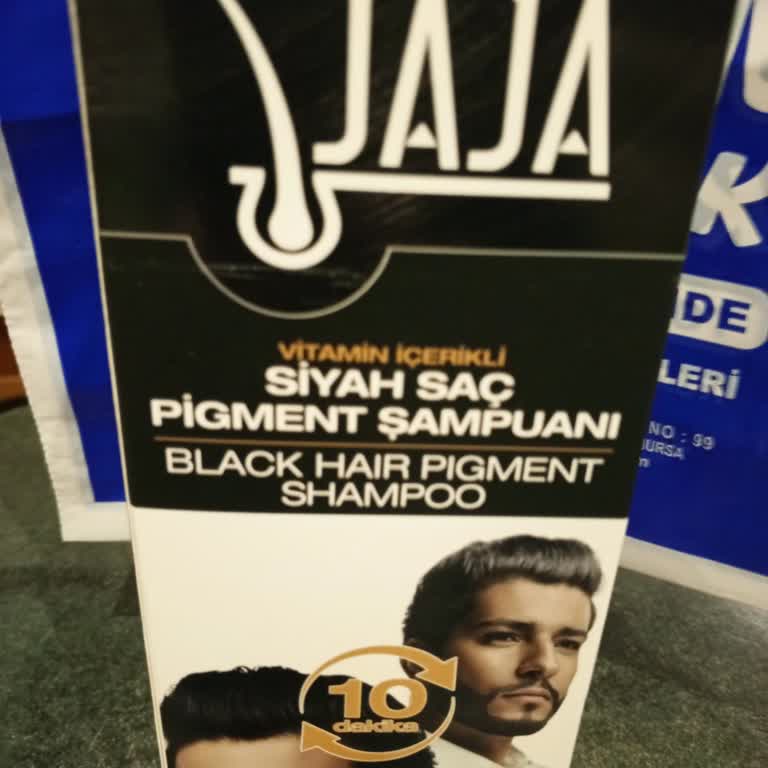 JAJA
VİTAMİN İÇERİKLİ
SİYAH SAÇ
PİGMENT ŞAMPUANI
BLACK HAIR PIGMENT
SHAMPOO
10
dakika
K
DE
LERİ
NO : 99
BURSA